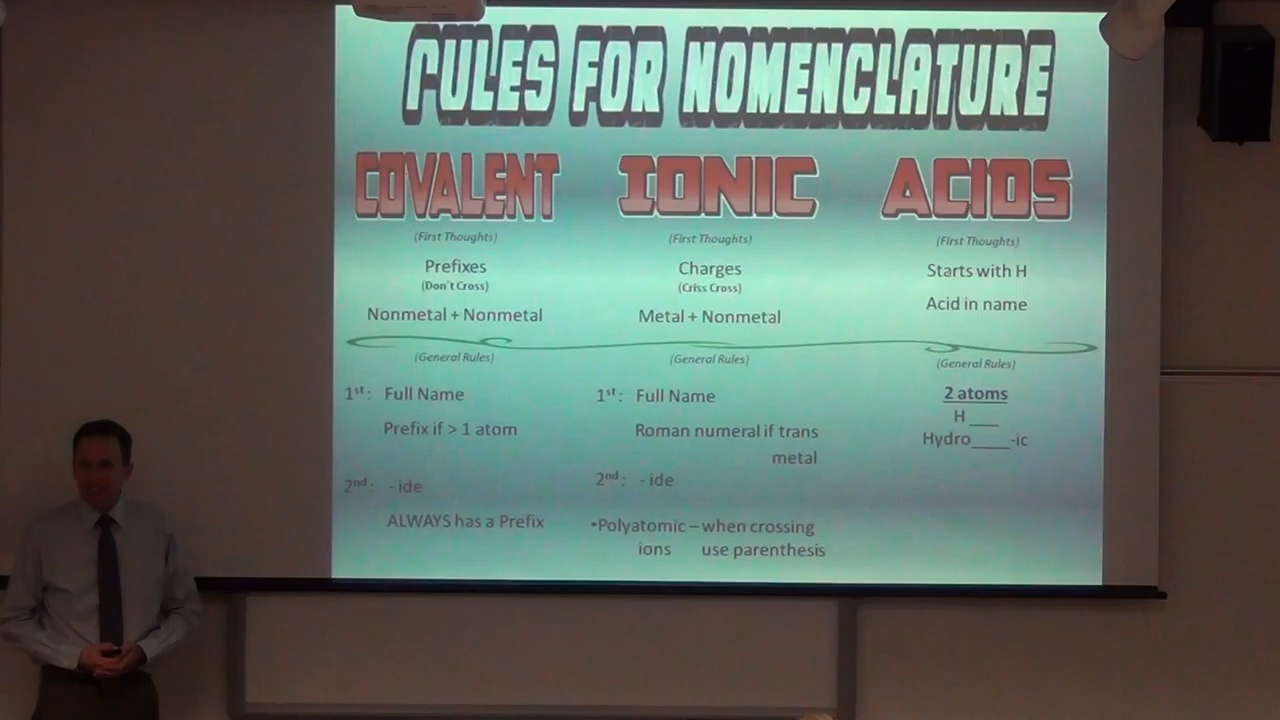 RULES FOR NOMENCLATURE
COVALENT
(First Thoughts)
Prefixes
(Don't Cross)
Nonmetal + Nonmetal
(General Rules)
1st: Full Name
Prefix if > 1 atom
2nd: - ide
ALWAYS has a Prefix
IONIC
(First Thoughts)
Charges
(Criss Cross)
Metal + Nonmetal
(General Rules)
1st: Full Name
Roman numeral if trans
metal
2nd: - ide
•Polyatomic – when crossing
ions use parenthesis
ACIDS
(First Thoughts)
Starts with H
Acid in name
(General Rules)
2 atoms
H ___
Hydro____-ic